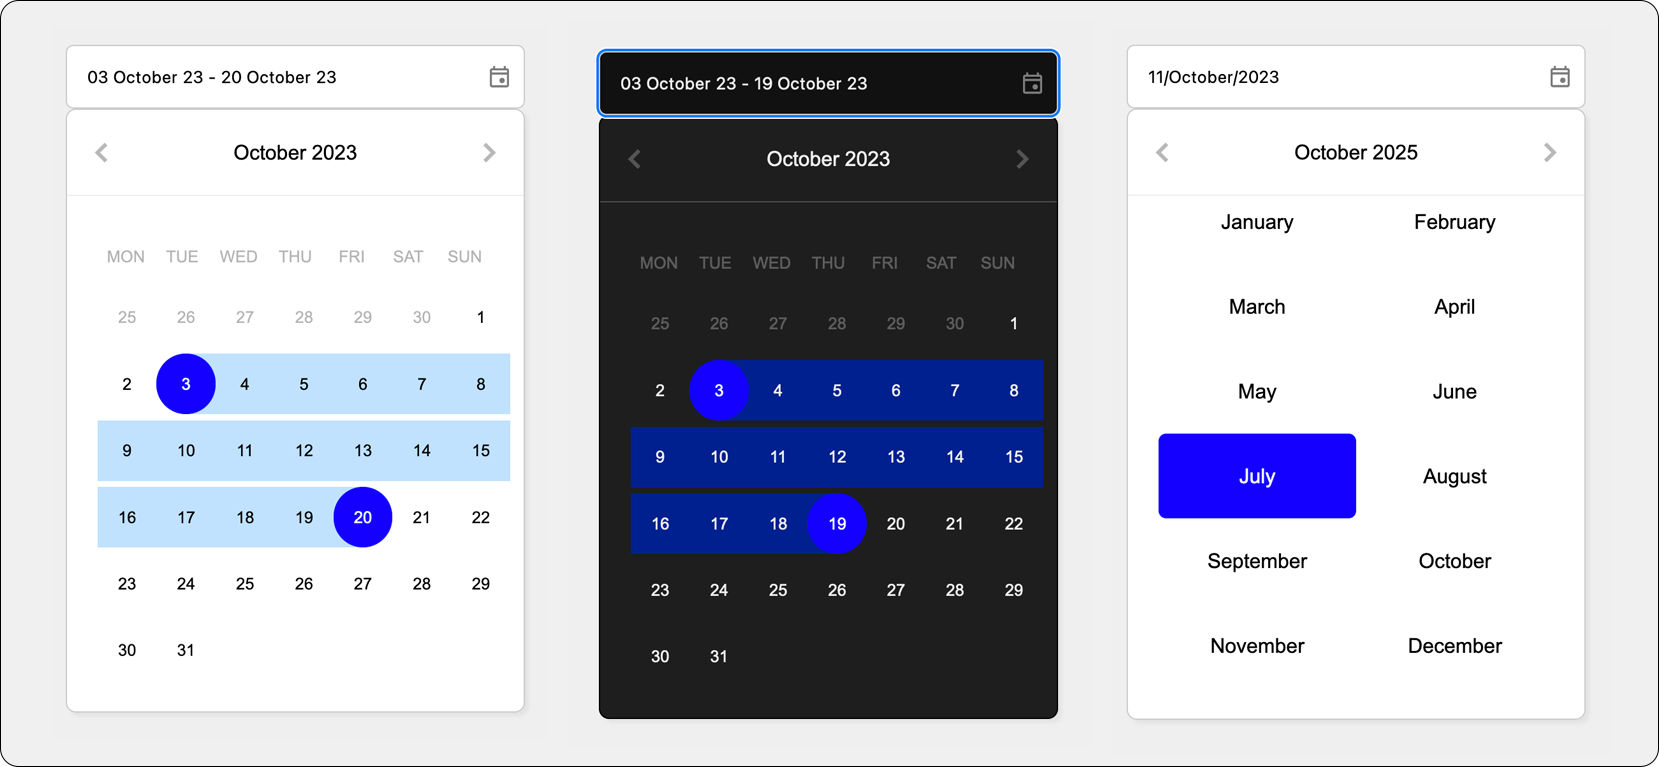 03 October 23 - 20 October 23
October 2023
MON TUE WED THU FRI SAT SUN
25 26 27 28 29 30 1
2 3 4 5 6 7 8
9 10 11 12 13 14 15
16 17 18 19 20 21 22
23 24 25 26 27 28 29
30 31
03 October 23 - 19 October 23
October 2023
MON TUE WED THU FRI SAT SUN
25 26 27 28 29 30 1
2 3 4 5 6 7 8
9 10 11 12 13 14 15
16 17 18 19 20 21 22
23 24 25 26 27 28 29
30 31
11/October/2023
October 2025
January February
March April
May June
July August
September October
November December